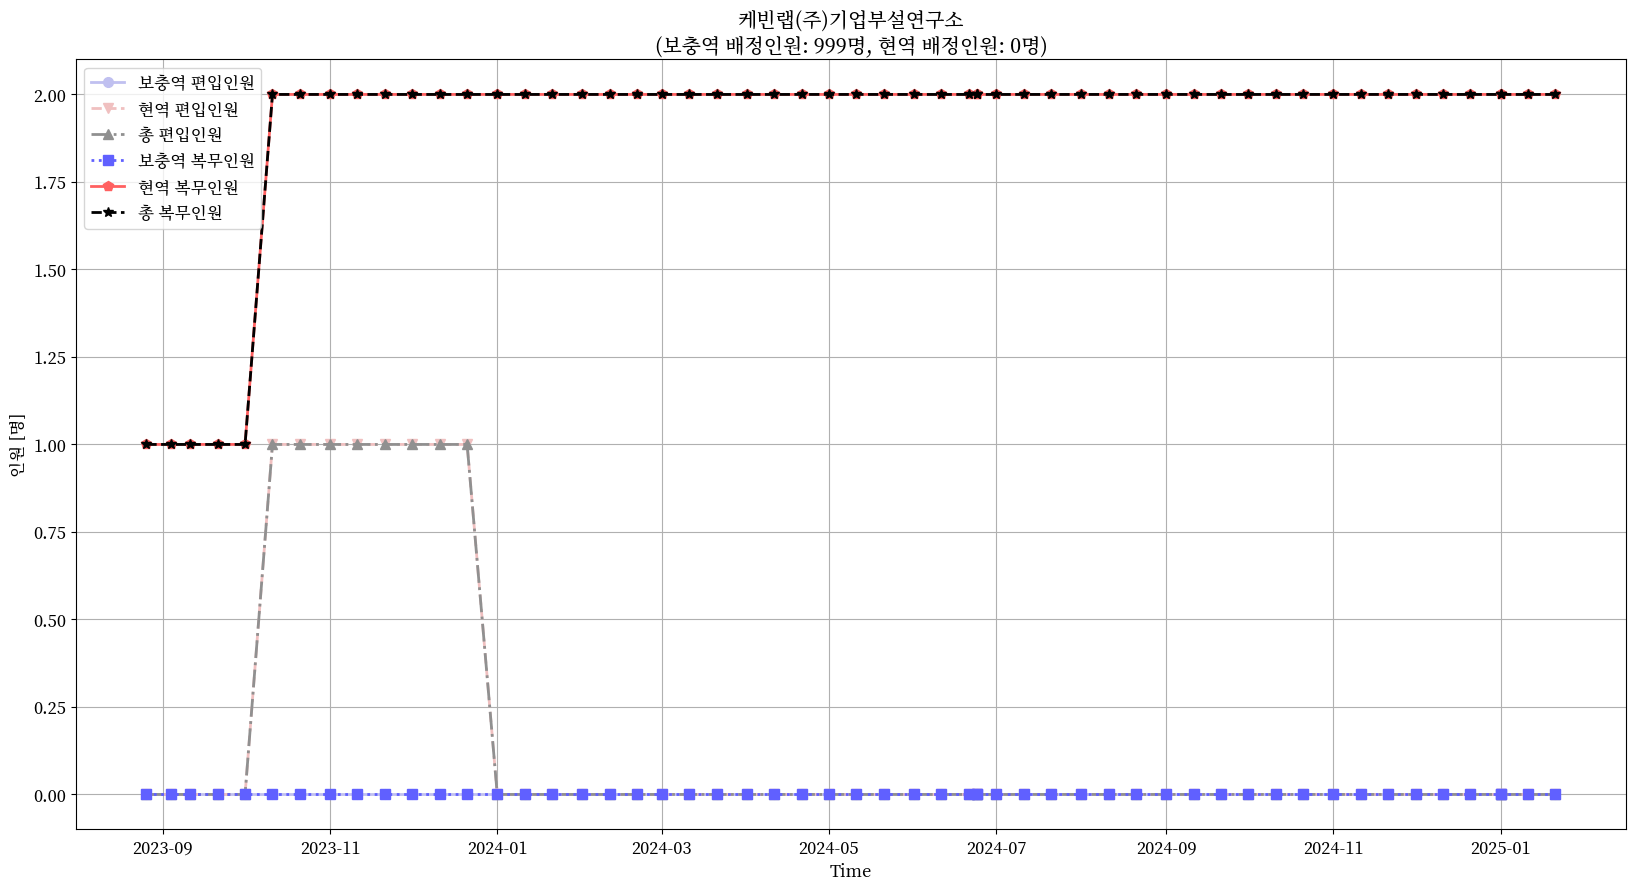 케빈랩(주)기업부설연구소
(보충역 배정인원: 999명, 현역 배정인원: 0명)
보충역 편입인원
현역 편입인원
총 편입인원
보충역 복무인원
현역 복무인원
총 복무인원
2.00
1.75
1.50
1.25
1.00
0.75
0.50
0.25
0.00
인원 [명]
2023-09 2023-11 2024-01 2024-03 2024-05 2024-07 2024-09 2024-11 2025-01
Time